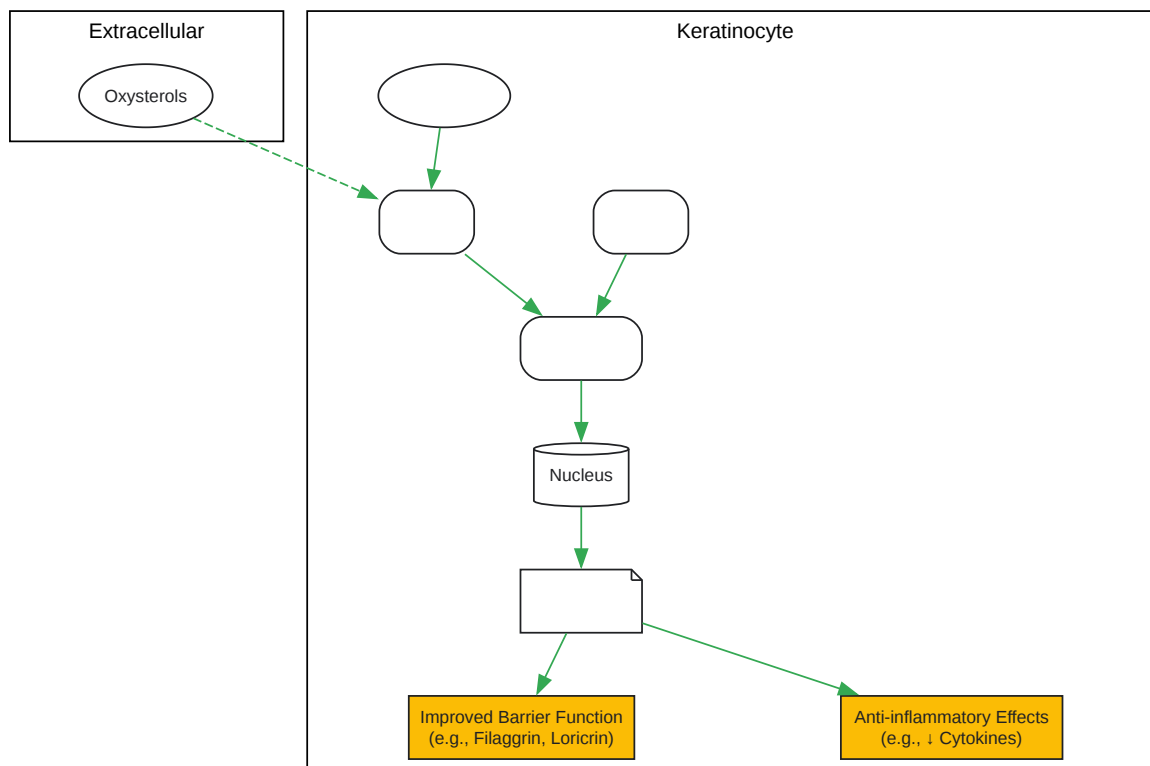 Extracellular
Keratinocyte
Oxysterols
Nucleus
Improved Barrier Function
(e.g., Filaggrin, Loricrin)
Anti-inflammatory Effects
(e.g., ↓ Cytokines)